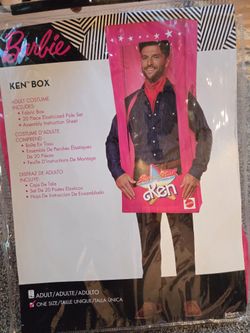 Barbie
KEN™ BOX
ADULT COSTUME
INCLUDES:
• Fabric Box
• 20 Piece Elasticized Pole Set
• Assembly Instruction Sheet
COSTUME D'ADULTE
COMPREND:
• Boîte En Tissu
• Ensemble De Perches Élastiques
De 20 Pièces
• Feuille D'Instructions De Montage
DISFRAZ DE ADULTO
INCLUYE:
• Caja De Tela
• Set De 20 Postes Elásticos
• Hoja De Instrucción De Ensamblado
Ken
ADULT/ADULTE/ADULTO
ONE SIZE/TAILLE UNIQUE/TALLA ÚNICA